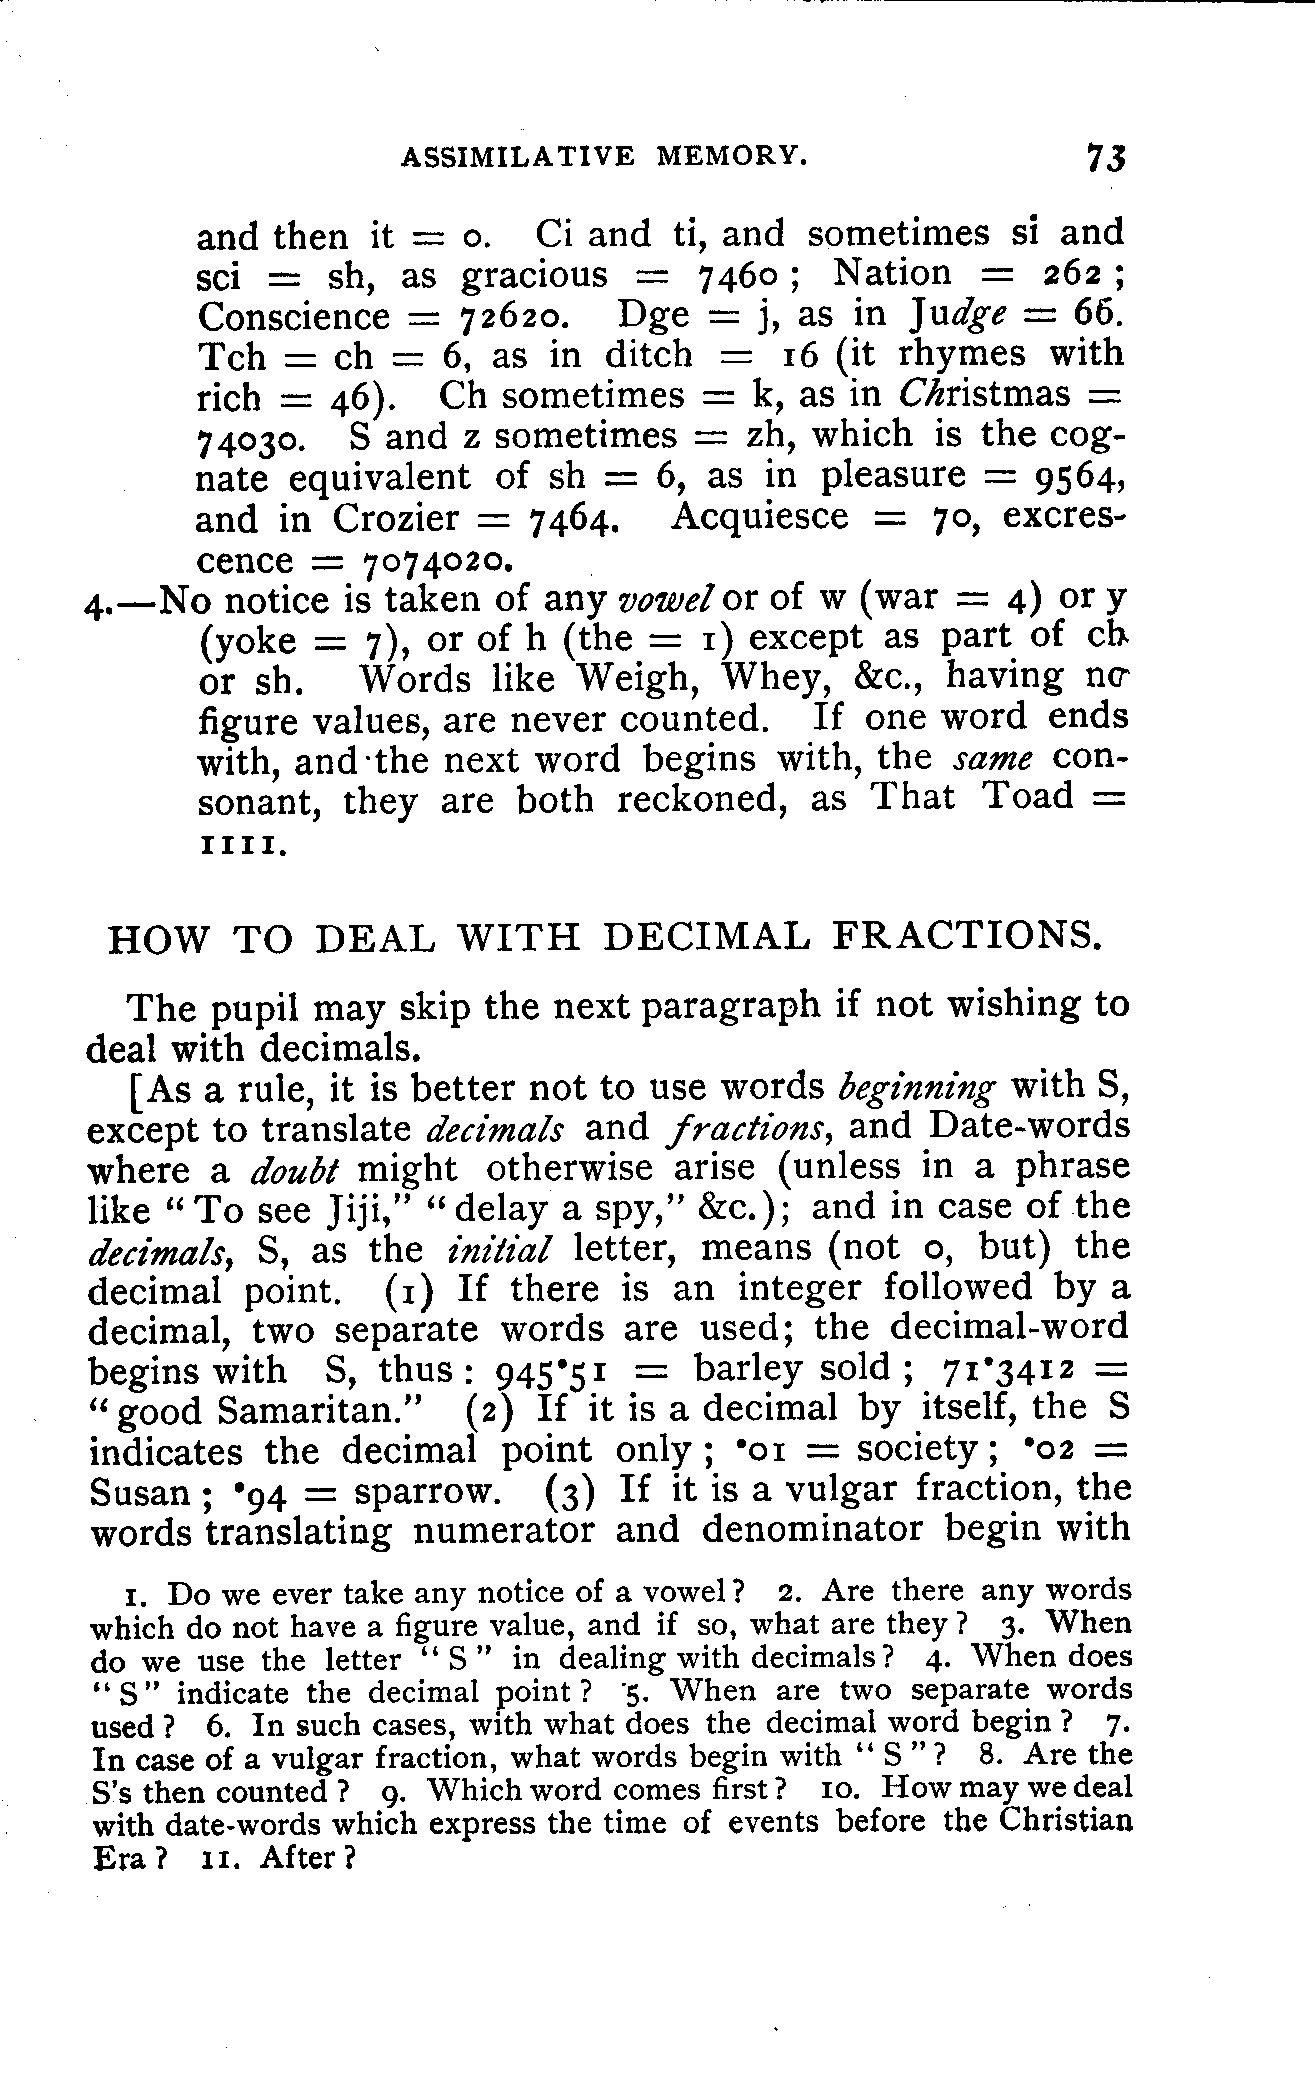 ASSIMILATIVE MEMORY. 73
and then it = 0. Ci and ti, and sometimes si and
sci = sh, as gracious = 7460; Nation = 262;
Conscience = 72620. Dge = j, as in Judge = 66.
Tch = ch = 6, as in ditch = 16 (it rhymes with
rich = 46). Ch sometimes = k, as in Christmas =
74030. S and z sometimes = zh, which is the cog-
nate equivalent of sh = 6, as in pleasure = 9564,
and in Crozier = 7464. Acquiesce = 70, excres-
cence = 7074020.
4.—No notice is taken of any vowel or of w (war = 4) or y
(yoke = 7), or of h (the = 1) except as part of ch
or sh. Words like Weigh, Whey, &c., having no
figure values, are never counted. If one word ends
with, and the next word begins with, the same con-
sonant, they are both reckoned, as That Toad =
1111.
HOW TO DEAL WITH DECIMAL FRACTIONS.
The pupil may skip the next paragraph if not wishing to
deal with decimals.
[As a rule, it is better not to use words beginning with S,
except to translate decimals and fractions, and Date-words
where a doubt might otherwise arise (unless in a phrase
like “To see Jiji,” “delay a spy,” &c.); and in case of the
decimals, S, as the initial letter, means (not 0, but) the
decimal point. (1) If there is an integer followed by a
decimal, two separate words are used; the decimal-word
begins with S, thus: 945·51 = barley sold; 71·3412 =
“good Samaritan.” (2) If it is a decimal by itself, the S
indicates the decimal point only; ·01 = society; ·02 =
Susan; ·94 = sparrow. (3) If it is a vulgar fraction, the
words translating numerator and denominator begin with
1. Do we ever take any notice of a vowel? 2. Are there any words
which do not have a figure value, and if so, what are they? 3. When
do we use the letter “S” in dealing with decimals? 4. When does
“S” indicate the decimal point? 5. When are two separate words
used? 6. In such cases, with what does the decimal word begin? 7.
In case of a vulgar fraction, what words begin with “S”? 8. Are the
S's then counted? 9. Which word comes first? 10. How may we deal
with date-words which express the time of events before the Christian
Era? 11. After?